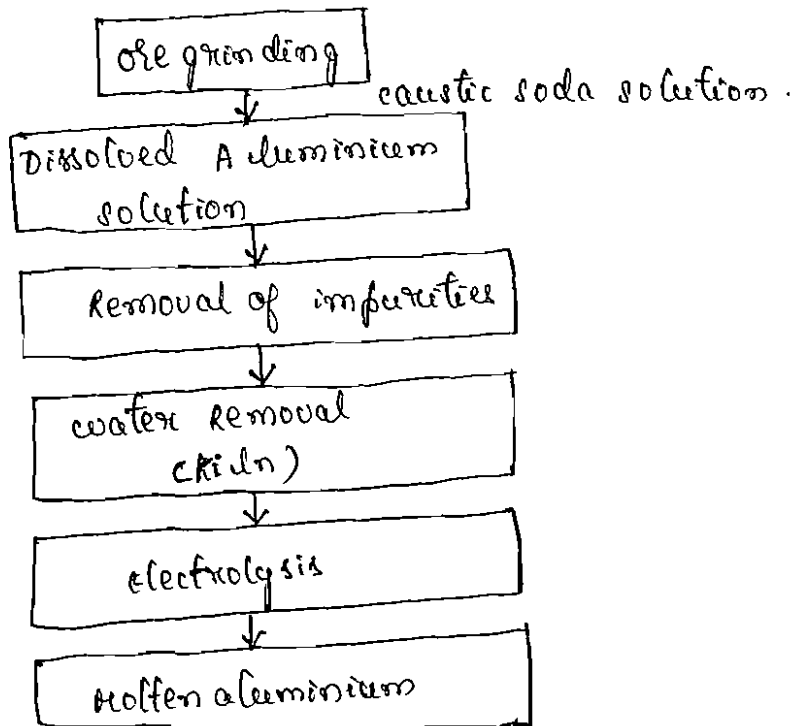 ore grinding
caustic soda solution.
Dissolved Aluminium
solution
Removal of impurities
water Removal
(kiln)
electrolysis
Molten aluminium